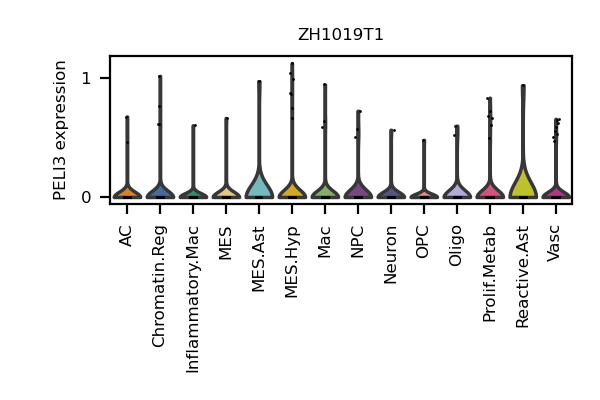 ZH1019T1
PELI3 expression
1
0
AC
Chromatin.Reg
Inflammatory.Mac
MES
MES.Ast
MES.Hyp
Mac
NPC
Neuron
OPC
Oligo
Prolif.Metab
Reactive.Ast
Vasc